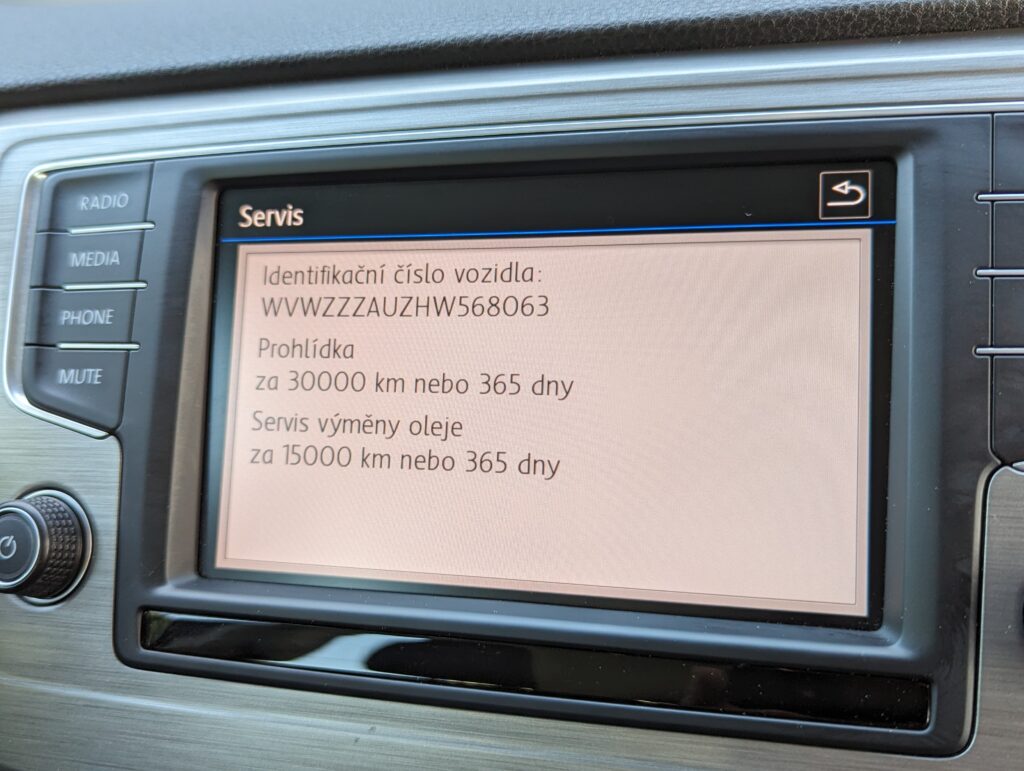 RADIO
MEDIA
PHONE
MUTE
Servis
Identifikační číslo vozidla:
WVWZZZAUZHW568063
Prohlídka
za 30000 km nebo 365 dny
Servis výměny oleje
za 15000 km nebo 365 dny